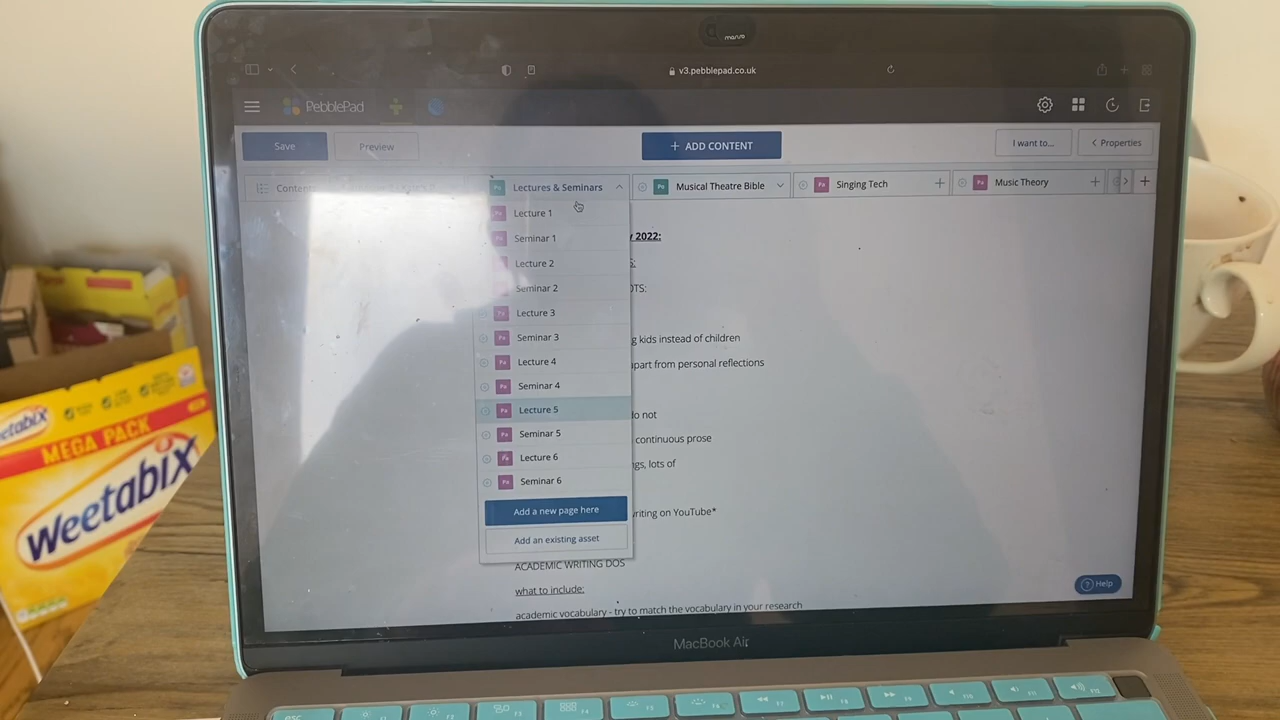 v3.pebblepad.co.uk
PebblePad
Save
Preview
+ ADD CONTENT
I want to...
< Properties
Contents
Lectures & Seminars
Musical Theatre Bible
Singing Tech
Music Theory
Lecture 1
Seminar 1
Lecture 2
Seminar 2
Lecture 3
Seminar 3
Lecture 4
Seminar 4
Lecture 5
Seminar 5
Lecture 6
Seminar 6
Add a new page here
Add an existing asset
2022:
kids instead of children
apart from personal reflections
do not
continuous prose
lots of
writing on YouTube*
ACADEMIC WRITING DOS
what to include:
academic vocabulary - try to match the vocabulary in your research
? Help
MacBook Air
esc
MEGA PACK
weetabix